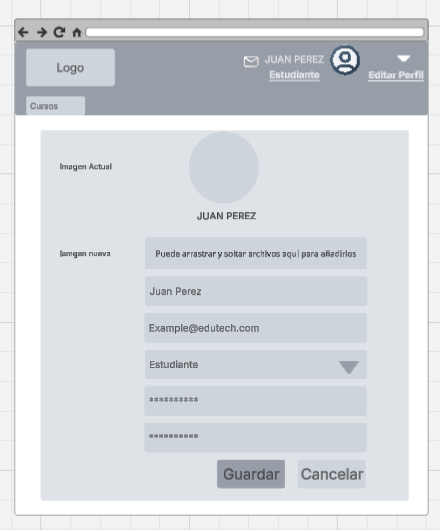 Logo
JUAN PEREZ
Estudiante
Editar Perfil
Cursos
Imagen Actual
JUAN PEREZ
Iamgen nueva
Puede arrastrar y soltar archivos aquí para añadirlos
Juan Perez
Example@edutech.com
Estudiante
**********
**********
Guardar Cancelar